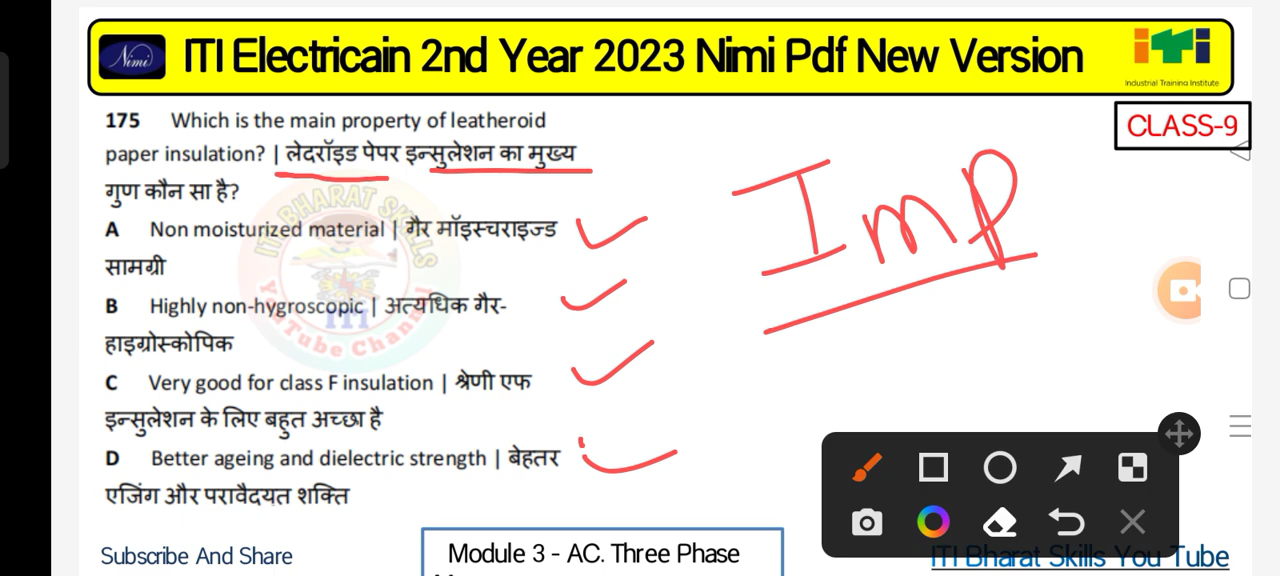 Nimi
ITI Electricain 2nd Year 2023 Nimi Pdf New Version
iTi
Industrial Training Institute
CLASS-9
175 Which is the main property of leatheroid
paper insulation? | लेदरॉइड पेपर इन्सुलेशन का मुख्य
गुण कौन सा है?
A Non moisturized material | गैर मॉइस्चराइज्ड
सामग्री
B Highly non-hygroscopic | अत्यधिक गैर-
हाइग्रोस्कोपिक
C Very good for class F insulation | श्रेणी एफ
इन्सुलेशन के लिए बहुत अच्छा है
D Better ageing and dielectric strength | बेहतर
एजिंग और परावैदयत शक्ति
Imp
ITI BHARAT SKILLS
ITI
YouTube Channel
Subscribe And Share
Module 3 - AC. Three Phase
ITI Bharat Skills You Tube